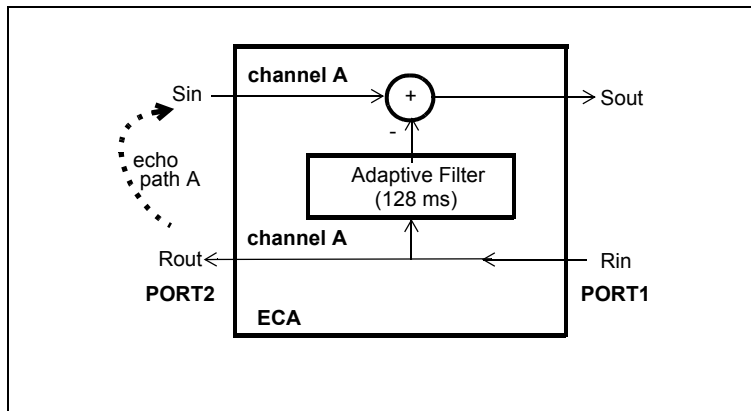 channel A
Sin
+
Sout
-
echo
path A
Adaptive Filter
(128 ms)
channel A
Rout
Rin
PORT2
PORT1
ECA